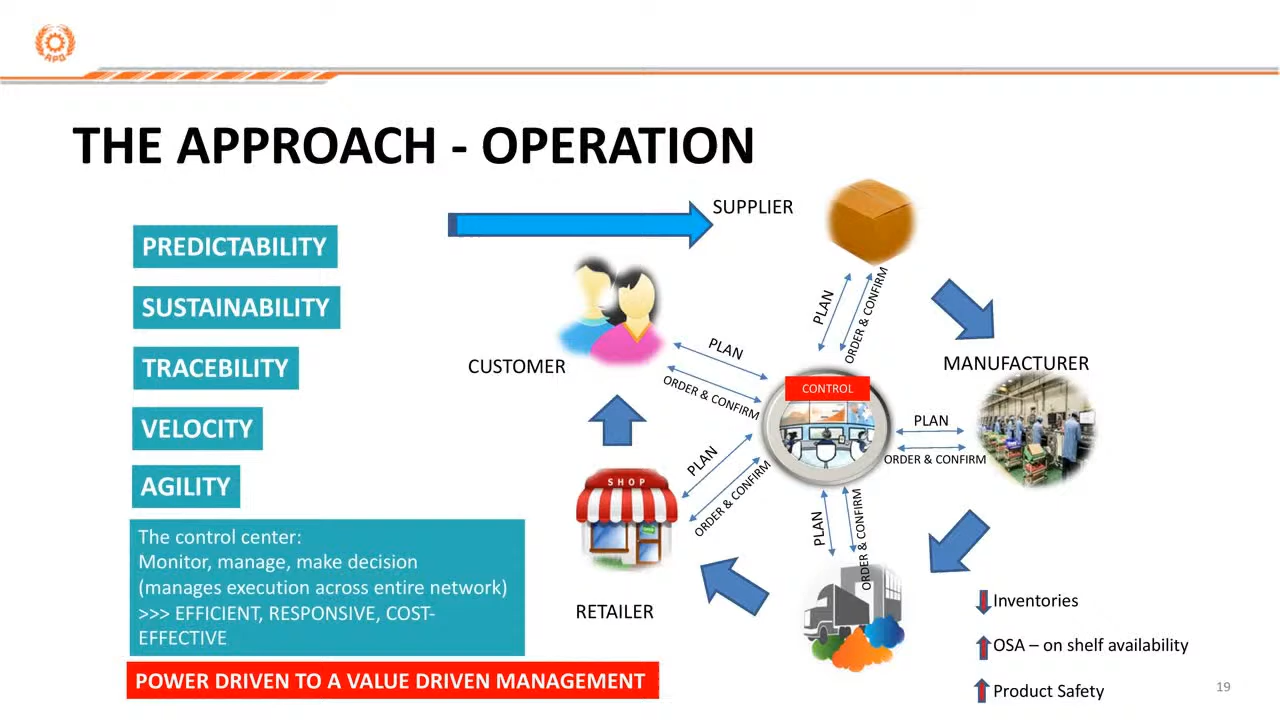 APO
THE APPROACH - OPERATION
PREDICTABILITY
SUSTAINABILITY
TRACEBILITY
VELOCITY
AGILITY
The control center:
Monitor, manage, make decision
(manages execution across entire network)
>>> EFFICIENT, RESPONSIVE, COST-
EFFECTIVE
POWER DRIVEN TO A VALUE DRIVEN MANAGEMENT
SUPPLIER
PLAN
ORDER & CONFIRM
CUSTOMER
PLAN
ORDER & CONFIRM
CONTROL
MANUFACTURER
PLAN
ORDER & CONFIRM
PLAN
ORDER & CONFIRM
SHOP
RETAILER
PLAN
ORDER & CONFIRM
Inventories
OSA – on shelf availability
Product Safety
19